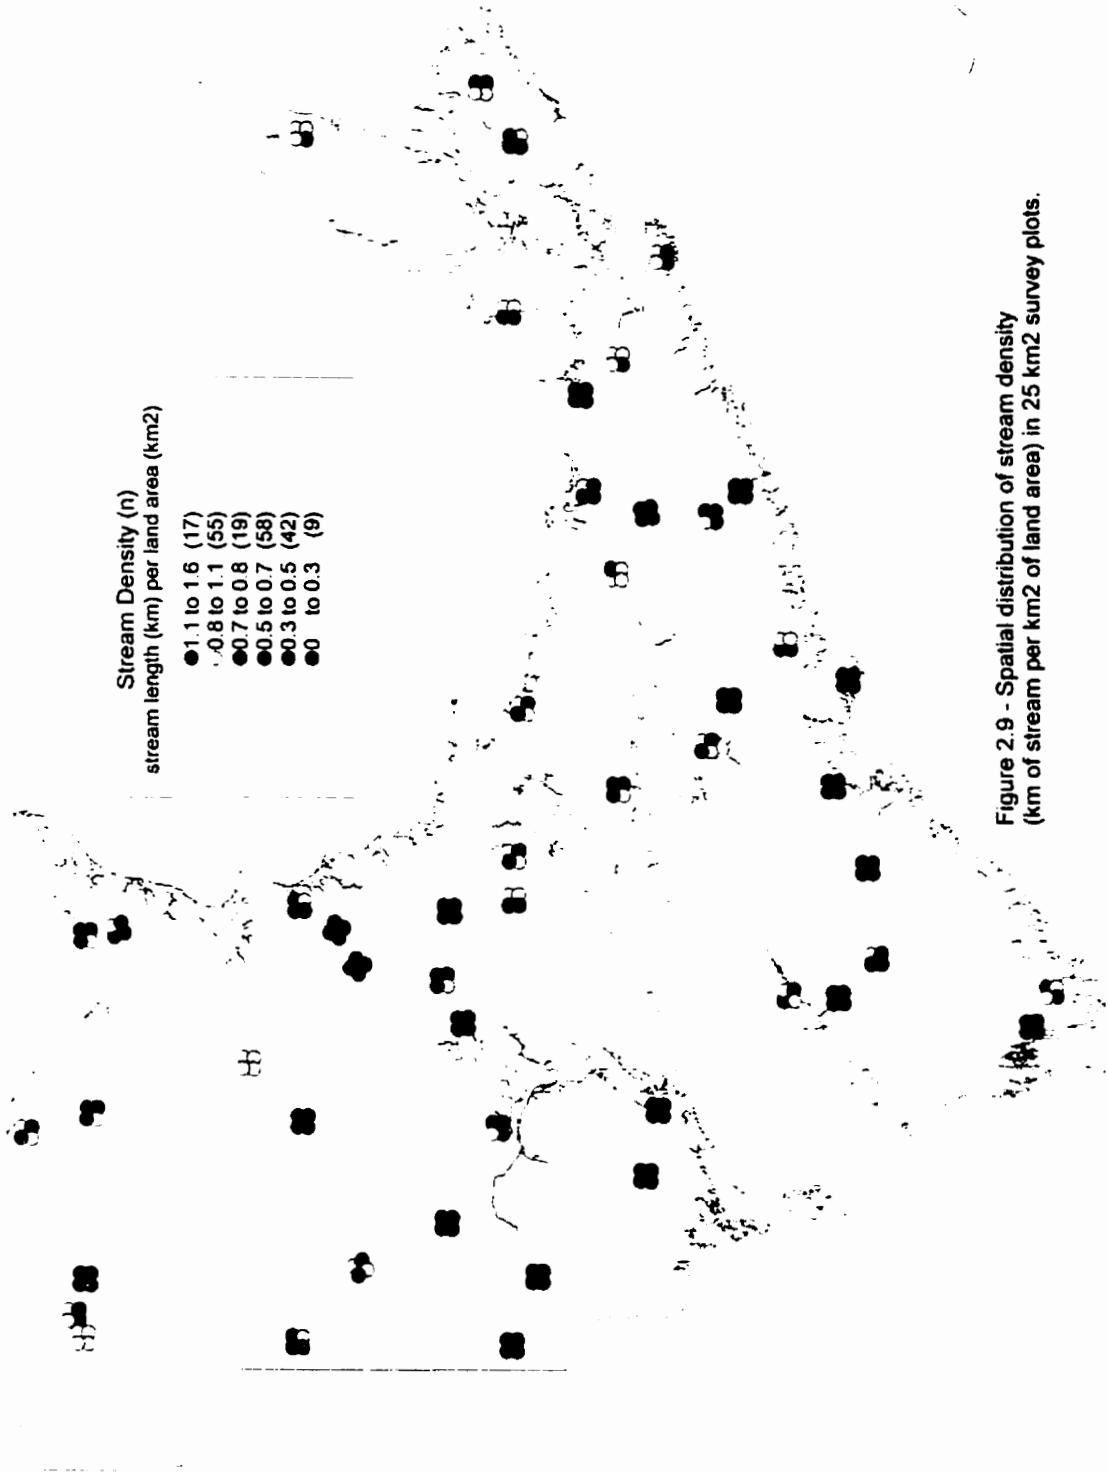 Stream Density (n)
stream length (km) per land area (km2)
1.1 to 1.6 (17)
0.8 to 1.1 (55)
0.7 to 0.8 (19)
0.5 to 0.7 (58)
0.3 to 0.5 (42)
0 to 0.3 (9)
Figure 2.9 - Spatial distribution of stream density
(km of stream per km2 of land area) in 25 km2 survey plots.